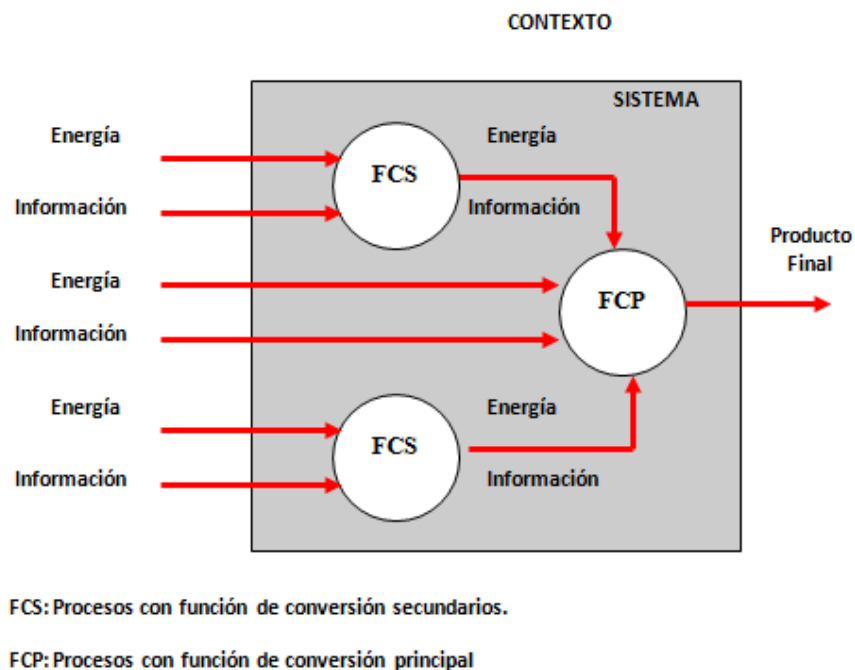 CONTEXTO
SISTEMA
Energía
Energía
FCS
Información
Información
Producto
Final
Energía
FCP
Información
Energía
Energía
FCS
Información
Información
FCS: Procesos con función de conversión secundarios.
FCP: Procesos con función de conversión principal